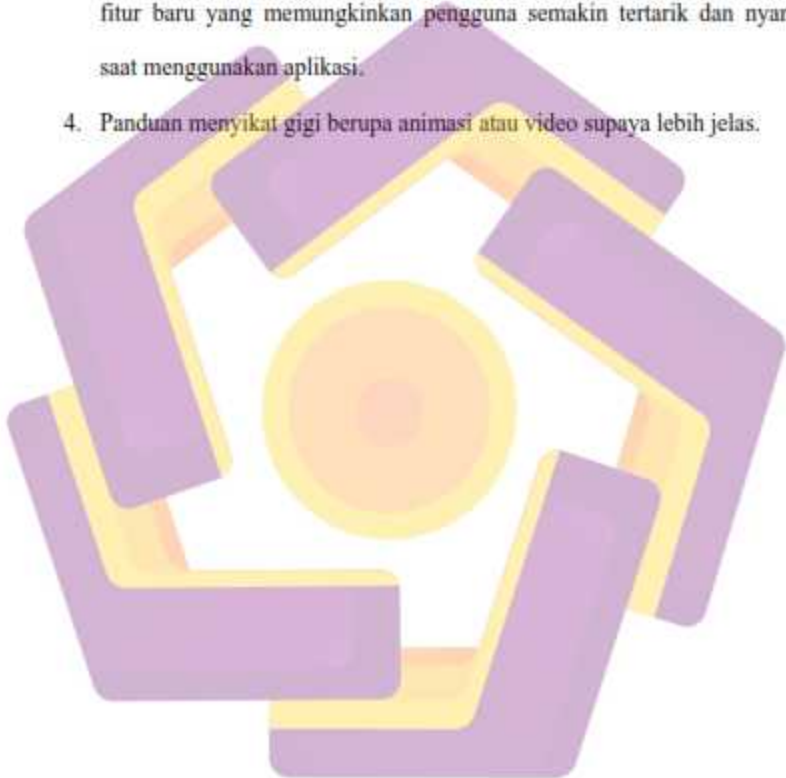 fitur baru yang memungkinkan pengguna semakin tertarik dan
saat menggunakan aplikasi.
4. Panduan menyikat gigi berupa animasi atau video supaya lebih jelas.